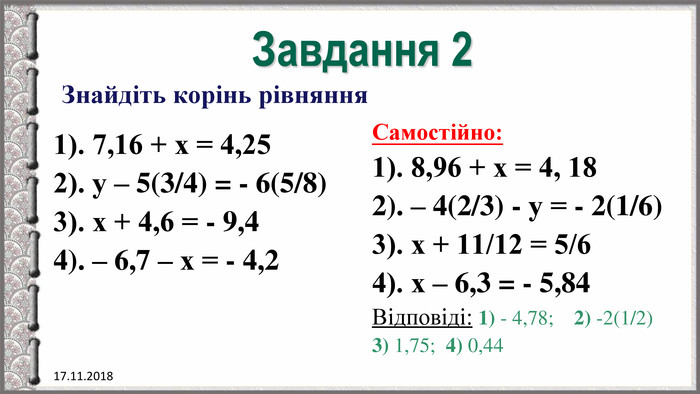 Завдання 2
Знайдіть корінь рівняння
1). 7,16 + х = 4,25
2). у – 5(3/4) = - 6(5/8)
3). х + 4,6 = - 9,4
4). – 6,7 – х = - 4,2
Самостійно:
1). 8,96 + х = 4, 18
2). – 4(2/3) - у = - 2(1/6)
3). х + 11/12 = 5/6
4). х – 6,3 = - 5,84
Відповіді: 1) - 4,78; 2) -2(1/2)
3) 1,75; 4) 0,44
17.11.2018